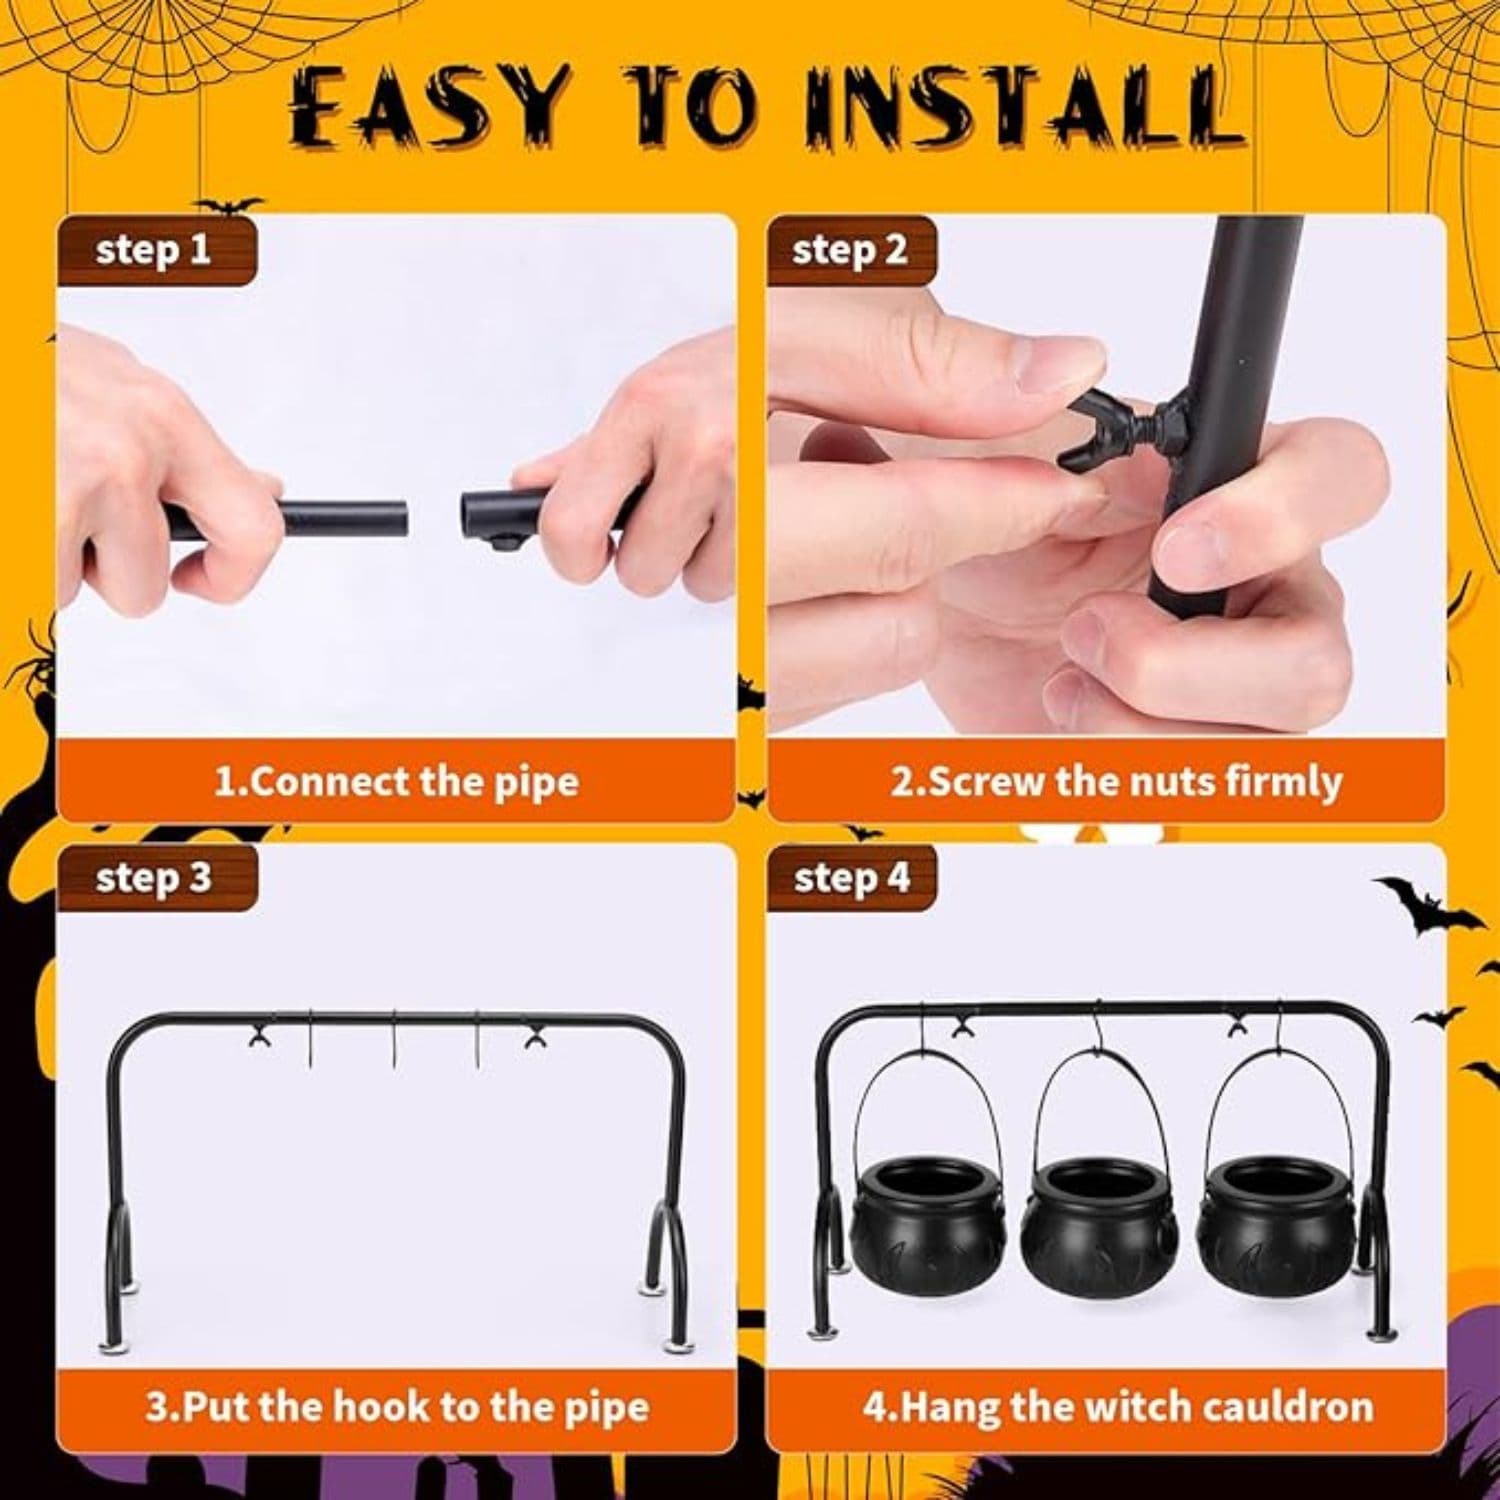 EASY TO INSTALL
step 1
step 2
1.Connect the pipe
2.Screw the nuts firmly
step 3
step 4
3.Put the hook to the pipe
4.Hang the witch cauldron